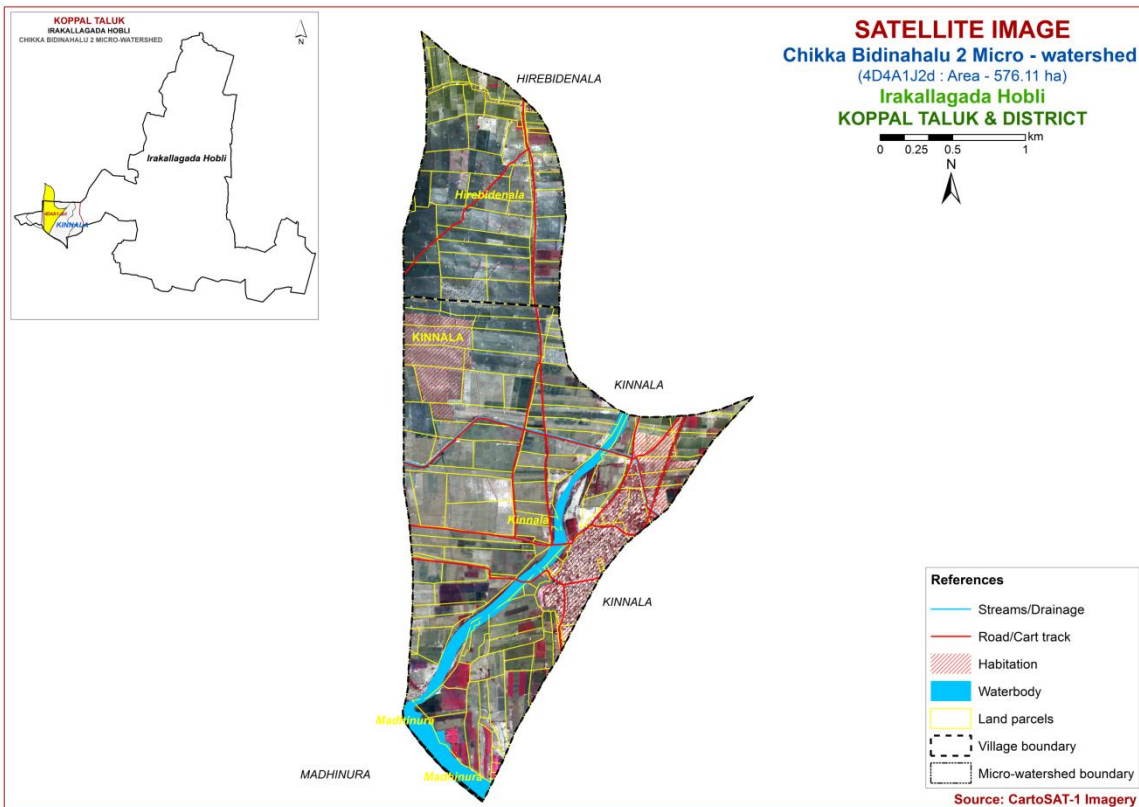 KOPPAL TALUK
IRAKALLAGADA HOBLI
CHIKKA BIDINAHALU 2 MICRO-WATERSHED
N
Irakallagada Hobli
4D4A1J2d
KINNALA
SATELLITE IMAGE
Chikka Bidinahalu 2 Micro - watershed
(4D4A1J2d : Area - 576.11 ha)
Irakallagada Hobli
KOPPAL TALUK & DISTRICT
km
0 0.25 0.5 1
N
HIREBIDENALA
Hirebidenala
KINNALA
KINNALA
Kinnala
KINNALA
Madhinura
MADHINURA
Madhinura
References
Streams/Drainage
Road/Cart track
Habitation
Waterbody
Land parcels
Village boundary
Micro-watershed boundary
Source: CartoSAT-1 Imagery